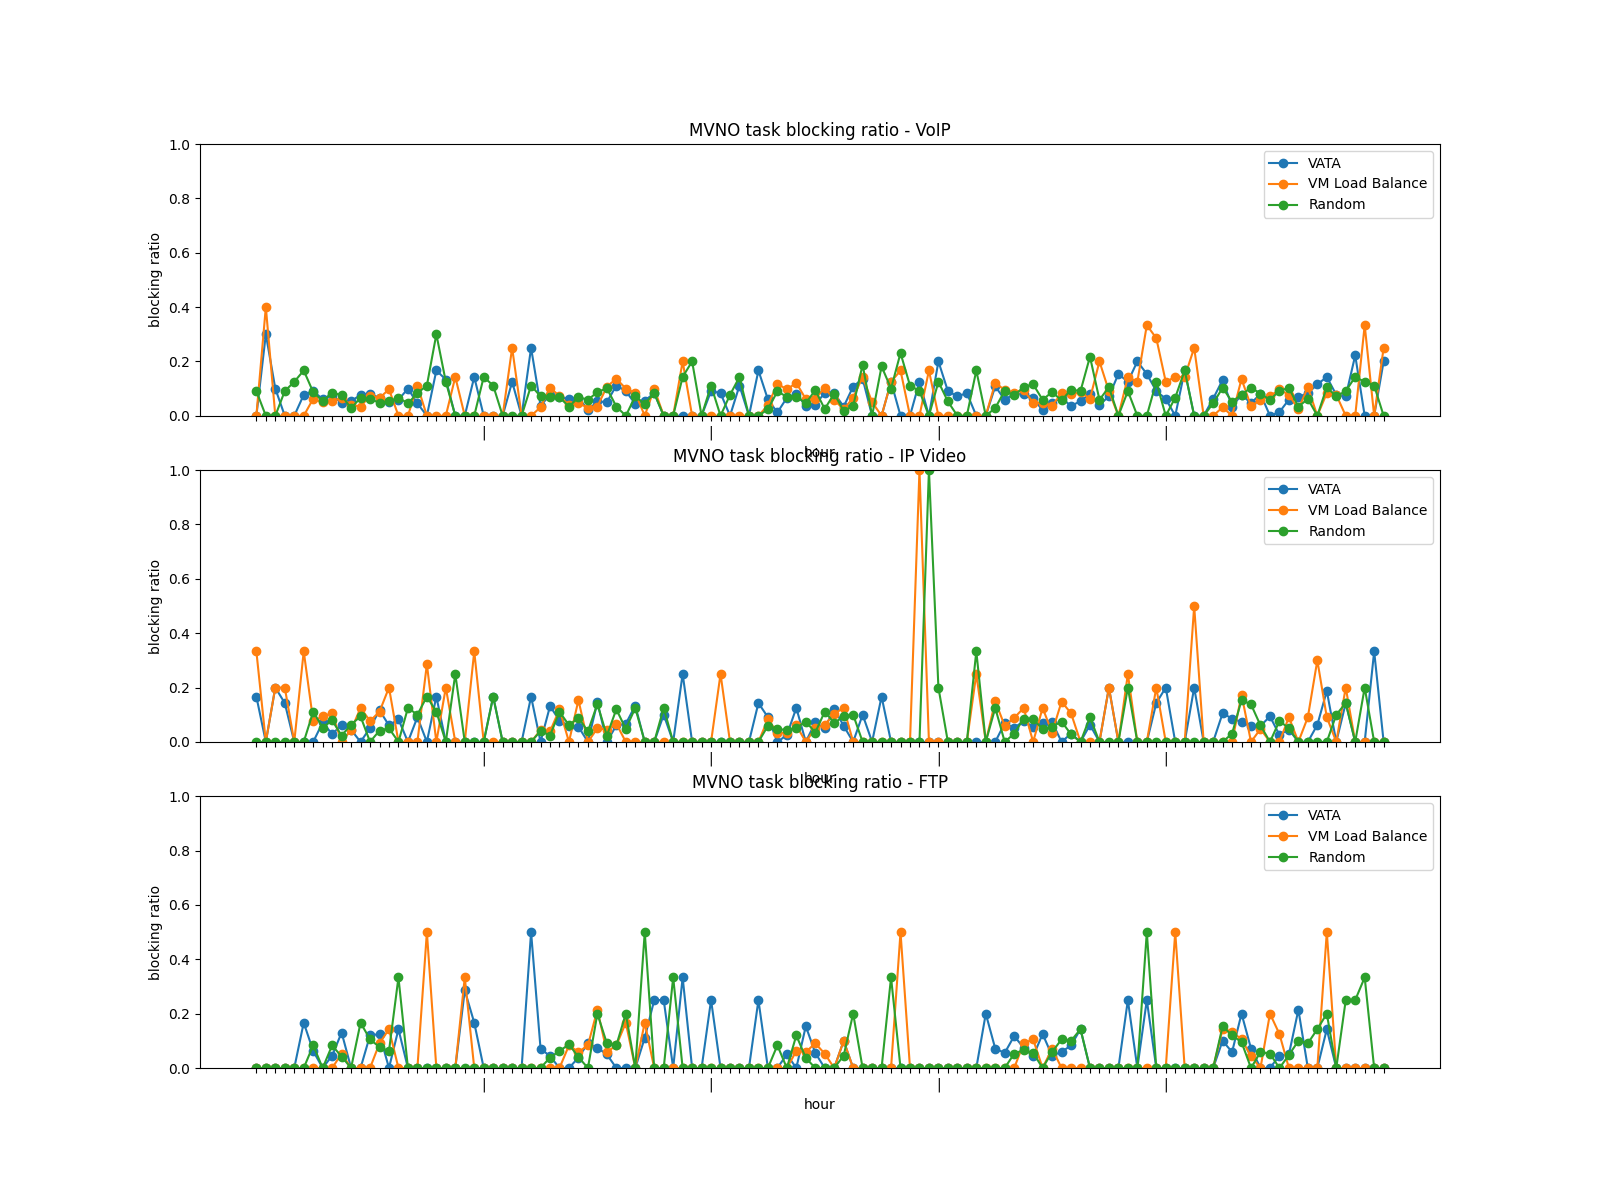 MVNO task blocking ratio - VoIP
1.0
0.8
0.6
0.4
0.2
0.0
blocking ratio
VATA
VM Load Balance
Random
hour
MVNO task blocking ratio - IP Video
1.0
0.8
0.6
0.4
0.2
0.0
blocking ratio
VATA
VM Load Balance
Random
hour
MVNO task blocking ratio - FTP
1.0
0.8
0.6
0.4
0.2
0.0
blocking ratio
VATA
VM Load Balance
Random
hour